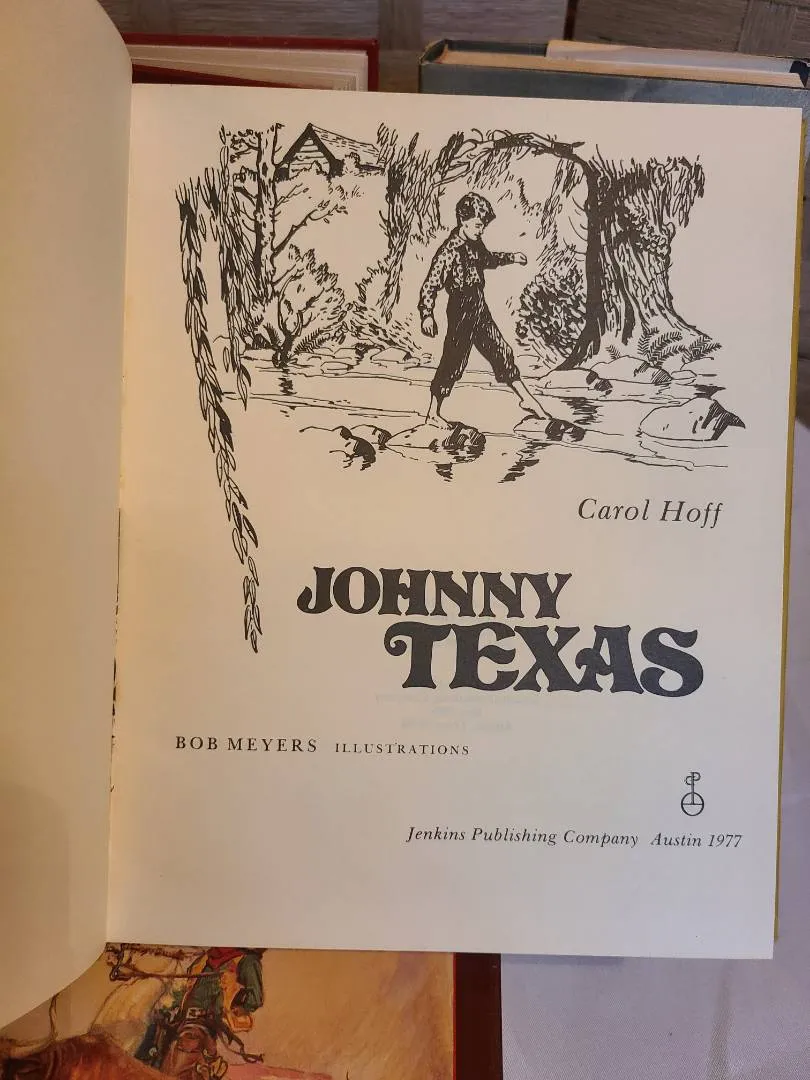 Carol Hoff
JOHNNY
TEXAS
BOB MEYERS ILLUSTRATIONS
Jenkins Publishing Company Austin 1977